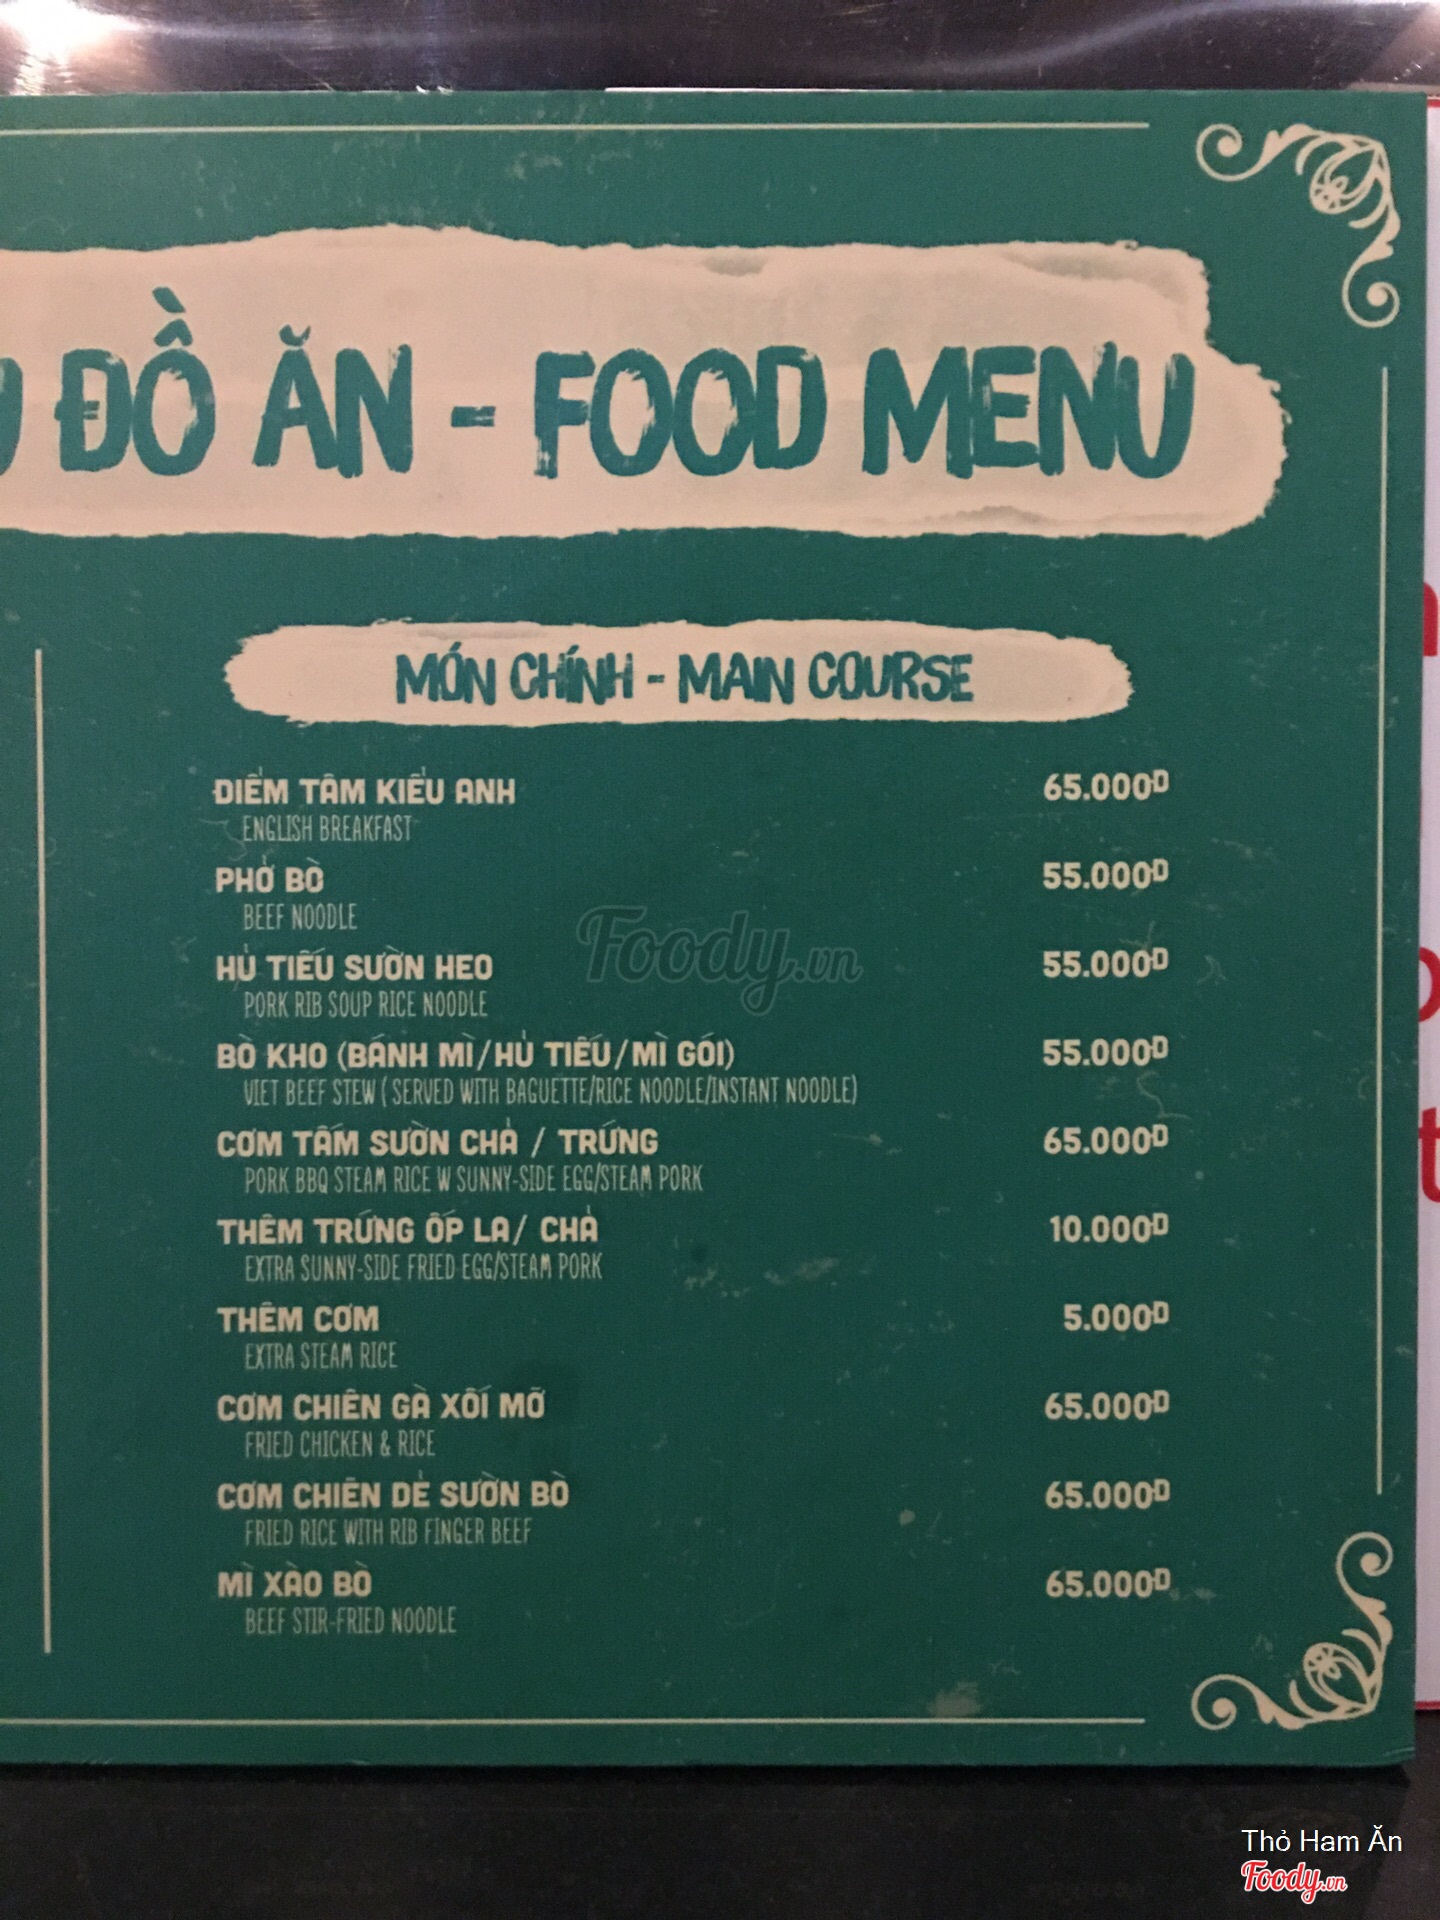 ĐỒ ĂN - FOOD MENU
MÓN CHÍNH - MAIN COURSE
ĐIỂM TÂM KIỂU ANH 65.000Đ
ENGLISH BREAKFAST
PHỞ BÒ 55.000Đ
BEEF NOODLE
HỦ TIẾU SƯỜN HEO 55.000Đ
PORK RIB SOUP RICE NOODLE
BÒ KHO (BÁNH MÌ/HỦ TIẾU/MÌ GÓI) 55.000Đ
VIET BEEF STEW ( SERVED WITH BAGUETTE/RICE NOODLE/INSTANT NOODLE)
CƠM TẤM SƯỜN CHẢ / TRỨNG 65.000Đ
PORK BBQ STEAM RICE W SUNNY-SIDE EGG/STEAM PORK
THÊM TRỨNG ỐP LA/ CHẢ 10.000Đ
EXTRA SUNNY-SIDE FRIED EGG/STEAM PORK
THÊM CƠM 5.000Đ
EXTRA STEAM RICE
CƠM CHIÊN GÀ XỐI MỠ 65.000Đ
FRIED CHICKEN & RICE
CƠM CHIÊN DẺ SƯỜN BÒ 65.000Đ
FRIED RICE WITH RIB FINGER BEEF
MÌ XÀO BÒ 65.000Đ
BEEF STIR-FRIED NOODLE
Foody.vn
Thỏ Ham Ăn
Foody.vn